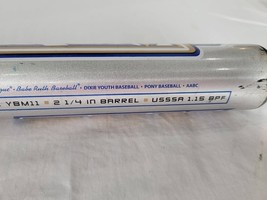 gue • Babe Ruth Baseball • DIXIE YOUTH BASEBALL • PONY BASEBALL • AABC
YBM11 • 2 1/4 IN BARREL • USSSA 1.15 BPF